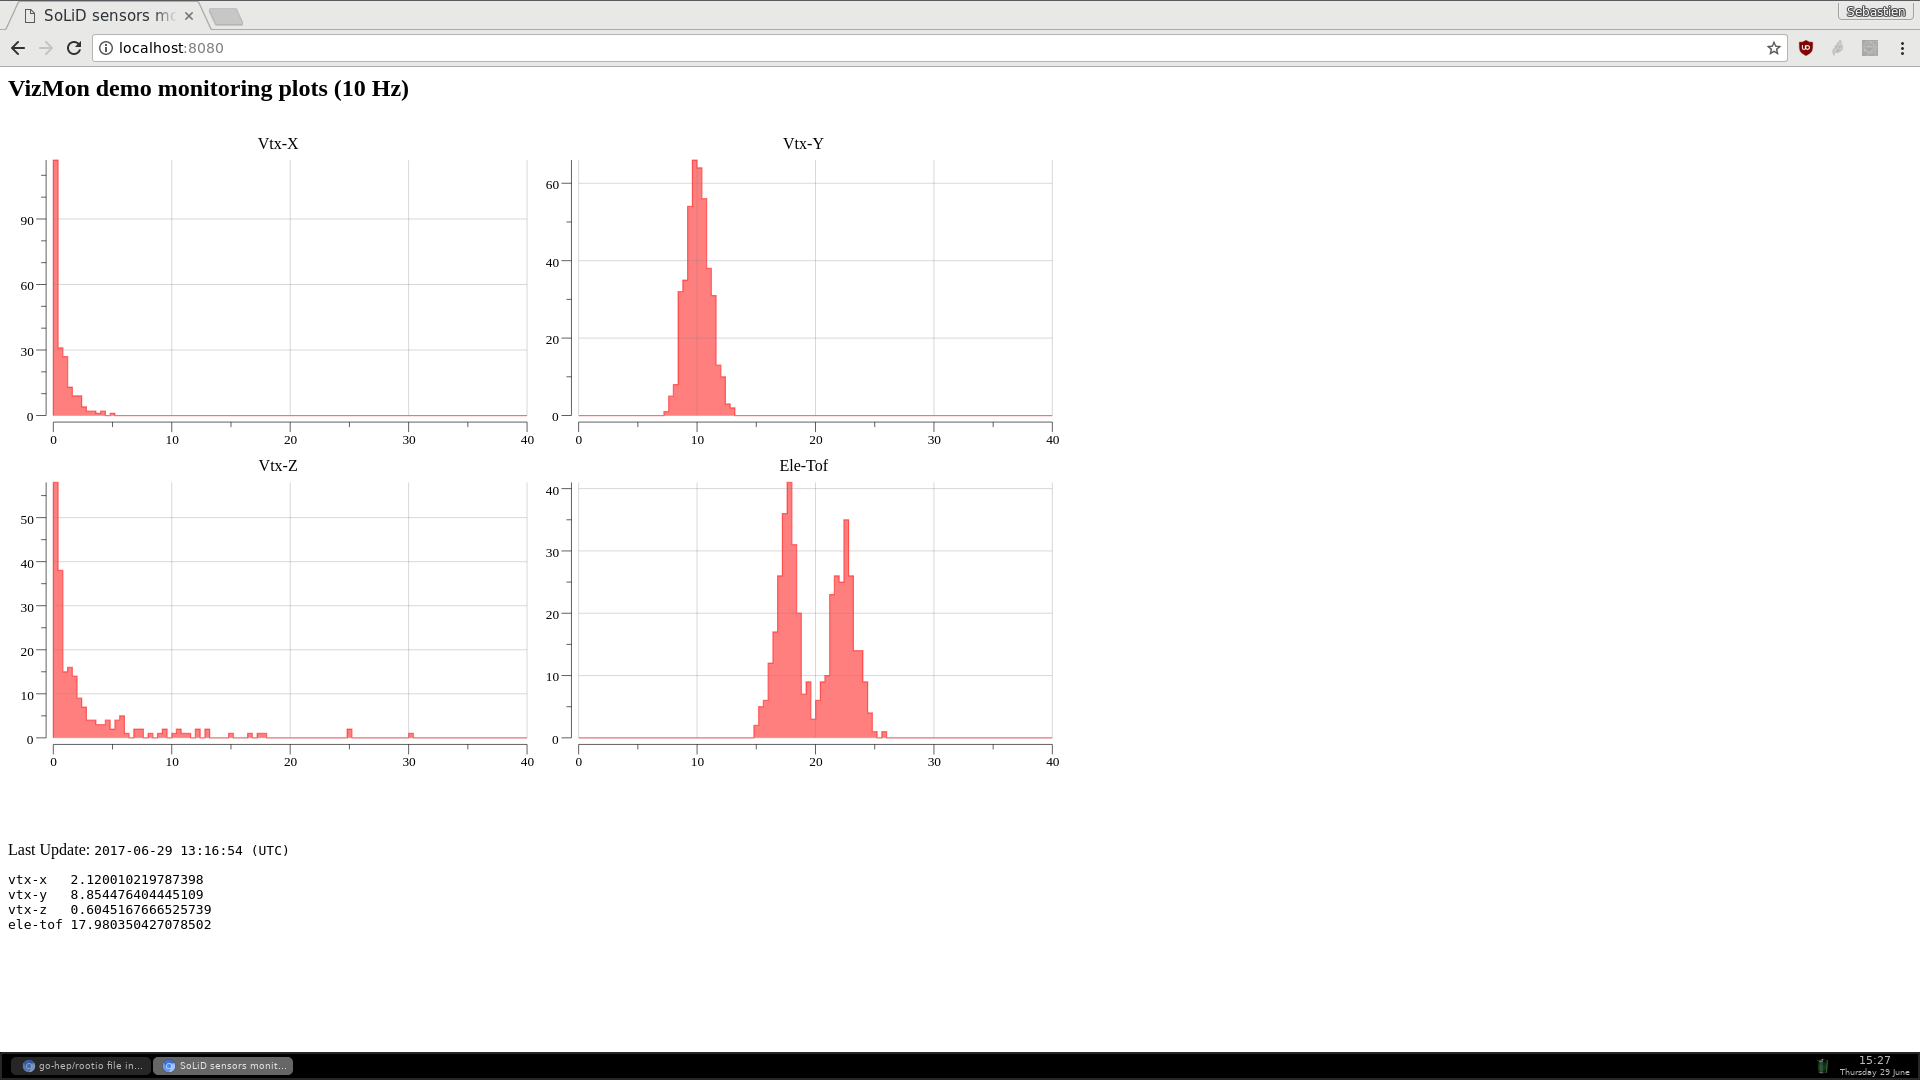 SoLiD sensors mo
Sebastien
localhost:8080
VizMon demo monitoring plots (10 Hz)
Vtx-X
90
60
30
0
0 10 20 30 40
Vtx-Y
60
40
20
0
0 10 20 30 40
Vtx-Z
50
40
30
20
10
0
0 10 20 30 40
Ele-Tof
40
30
20
10
0
0 10 20 30 40
Last Update: 2017-06-29 13:16:54 (UTC)
vtx-x 2.120010219787398
vtx-y 8.854476404445109
vtx-z 0.6045167666525739
ele-tof 17.980350427078502
go-hep/rootio file in...
SoLiD sensors monit...
15:27
Thursday 29 June